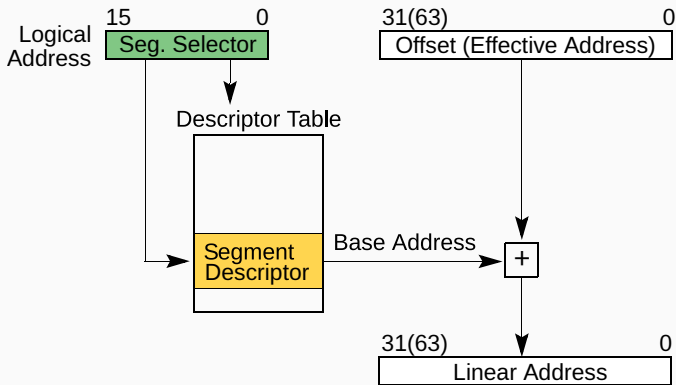 15 0
31(63) 0
Logical
Address
Seg. Selector
Offset (Effective Address)
Descriptor Table
Segment
Descriptor
Base Address
+
31(63) 0
Linear Address